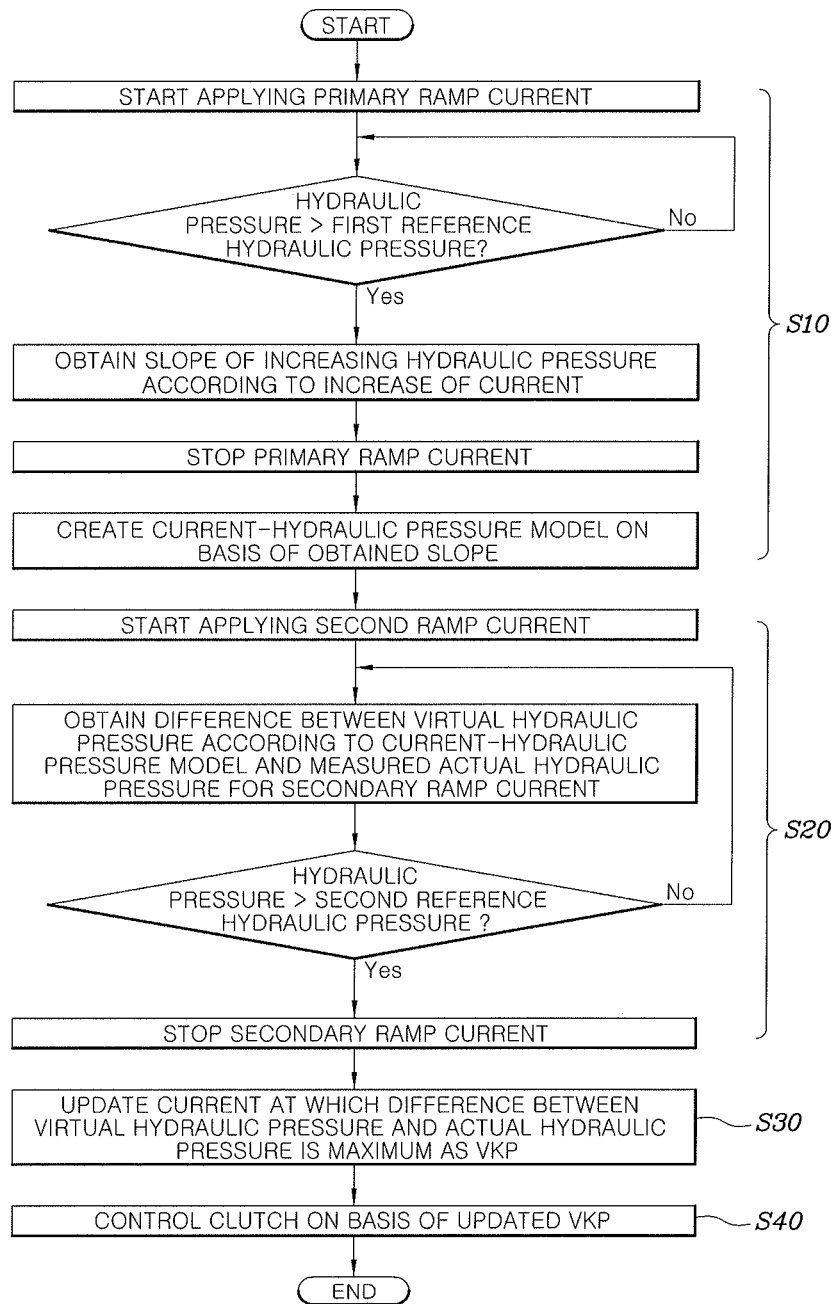 START
START APPLYING PRIMARY RAMP CURRENT
HYDRAULIC
PRESSURE > FIRST REFERENCE
HYDRAULIC PRESSURE?
No
Yes
OBTAIN SLOPE OF INCREASING HYDRAULIC PRESSURE
ACCORDING TO INCREASE OF CURRENT
S10
STOP PRIMARY RAMP CURRENT
CREATE CURRENT-HYDRAULIC PRESSURE MODEL ON
BASIS OF OBTAINED SLOPE
START APPLYING SECOND RAMP CURRENT
OBTAIN DIFFERENCE BETWEEN VIRTUAL HYDRAULIC
PRESSURE ACCORDING TO CURRENT-HYDRAULIC
PRESSURE MODEL AND MEASURED ACTUAL HYDRAULIC
PRESSURE FOR SECONDARY RAMP CURRENT
S20
HYDRAULIC
PRESSURE > SECOND REFERENCE
HYDRAULIC PRESSURE ?
No
Yes
STOP SECONDARY RAMP CURRENT
UPDATE CURRENT AT WHICH DIFFERENCE BETWEEN
VIRTUAL HYDRAULIC PRESSURE AND ACTUAL HYDRAULIC
PRESSURE IS MAXIMUM AS VKP
S30
CONTROL CLUTCH ON BASIS OF UPDATED VKP
S40
END